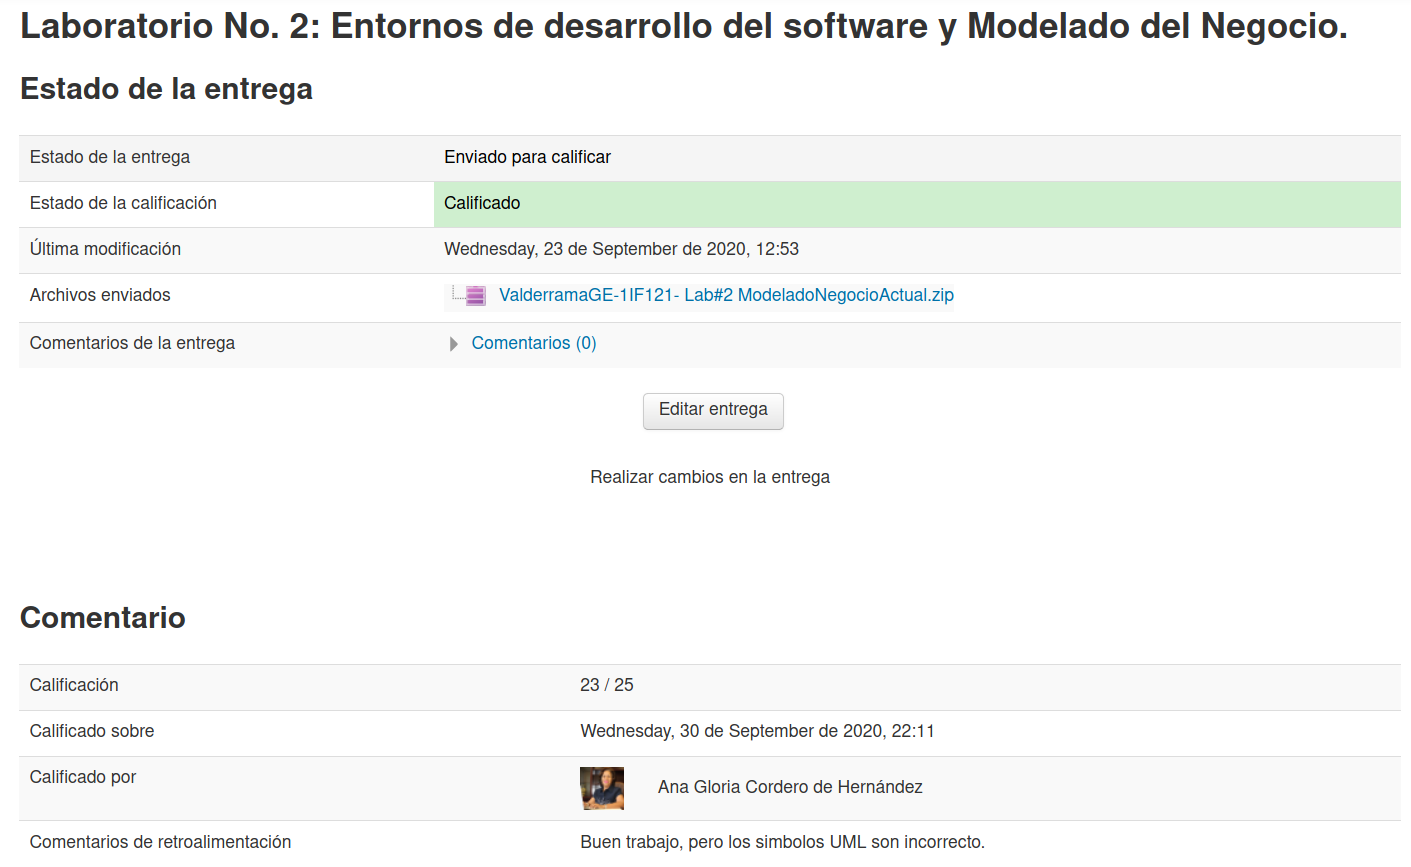 Laboratorio No. 2: Entornos de desarrollo del software y Modelado del Negocio.
Estado de la entrega
Estado de la entrega Enviado para calificar
Estado de la calificación Calificado
Última modificación Wednesday, 23 de September de 2020, 12:53
Archivos enviados ValderramaGE-1IF121- Lab#2 ModeladoNegocioActual.zip
Comentarios de la entrega Comentarios (0)
Editar entrega
Realizar cambios en la entrega
Comentario
Calificación 23 / 25
Calificado sobre Wednesday, 30 de September de 2020, 22:11
Calificado por Ana Gloria Cordero de Hernández
Comentarios de retroalimentación Buen trabajo, pero los simbolos UML son incorrecto.